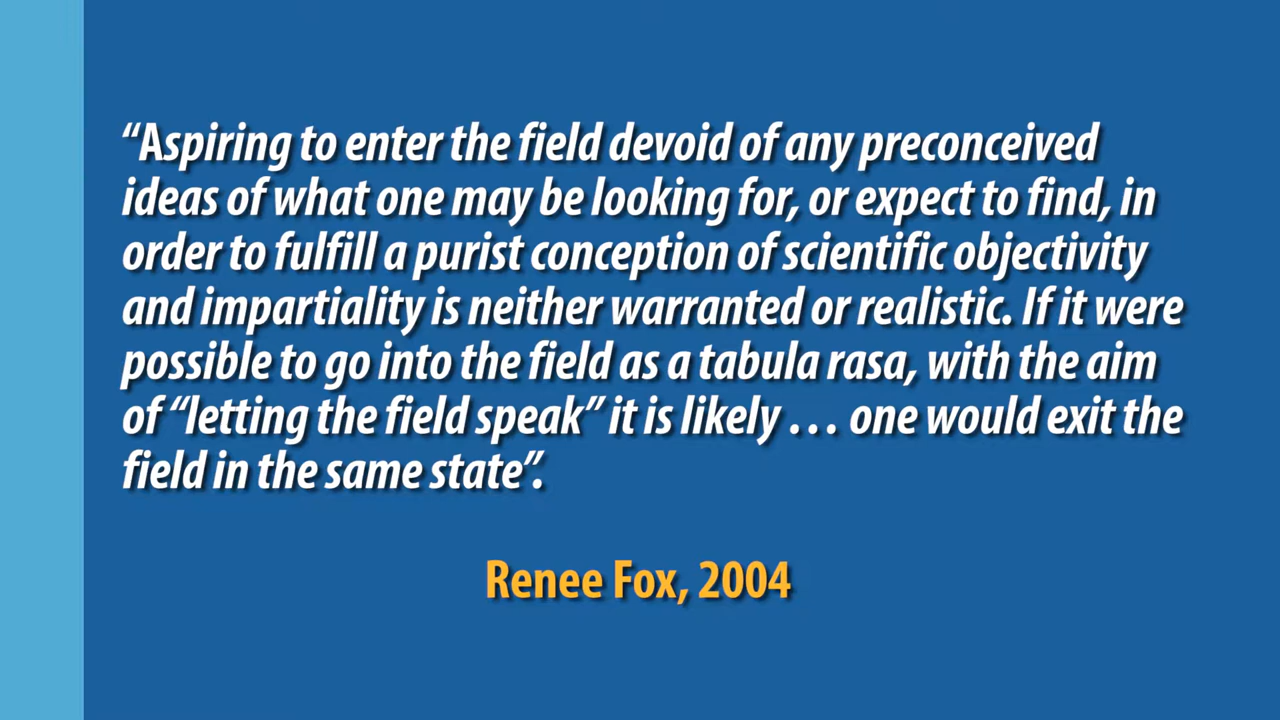 “Aspiring to enter the field devoid of any preconceived
ideas of what one may be looking for, or expect to find, in
order to fulfill a purist conception of scientific objectivity
and impartiality is neither warranted or realistic. If it were
possible to go into the field as a tabula rasa, with the aim
of “letting the field speak” it is likely … one would exit the
field in the same state”.
Renee Fox, 2004